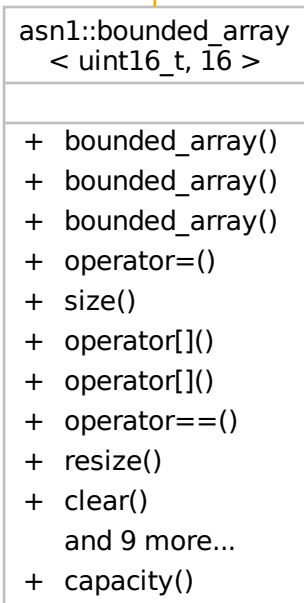 asn1::bounded_array
< uint16_t, 16 >
+ bounded_array()
+ bounded_array()
+ bounded_array()
+ operator=()
+ size()
+ operator[]()
+ operator[]()
+ operator==()
+ resize()
+ clear()
and 9 more...
+ capacity()